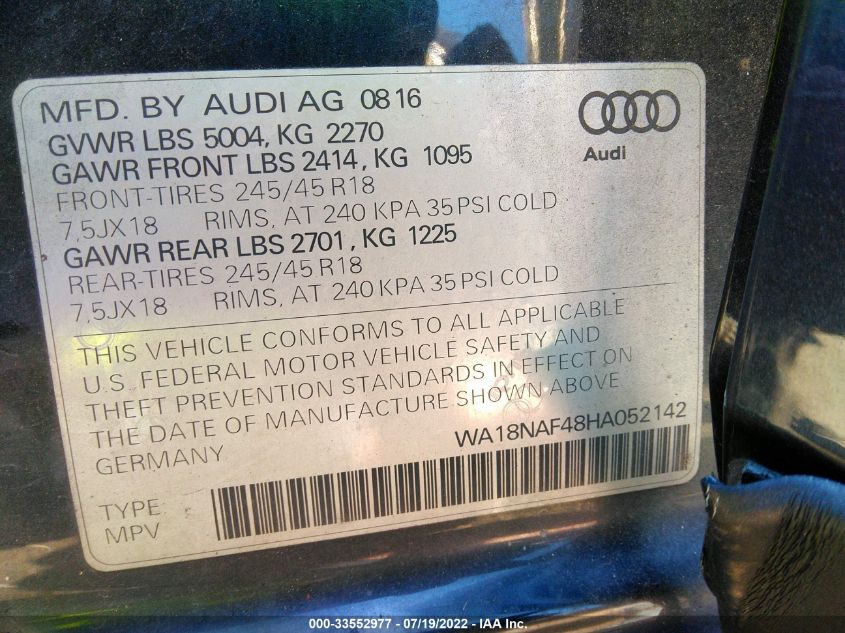 MFD. BY AUDI AG 08 16
GVWR LBS 5004, KG 2270
GAWR FRONT LBS 2414, KG 1095
FRONT-TIRES 245/45 R18
7,5JX18 RIMS, AT 240 KPA 35 PSI COLD
GAWR REAR LBS 2701, KG 1225
REAR-TIRES 245/45 R18
7,5JX18 RIMS, AT 240 KPA 35 PSI COLD
Audi
THIS VEHICLE CONFORMS TO ALL APPLICABLE
U.S. FEDERAL MOTOR VEHICLE SAFETY AND
THEFT PREVENTION STANDARDS IN EFFECT ON
THE DATE OF MANUFACTURE SHOWN ABOVE
GERMANY
WA18NAF48HA052142
TYPE
MPV
000-33552977 - 07/19/2022 - IAA Inc.